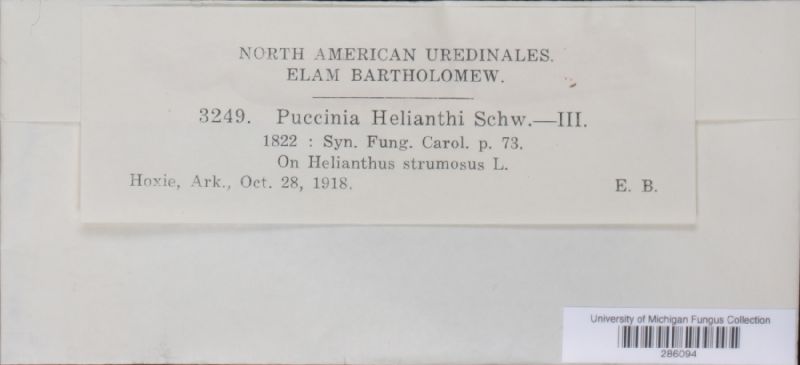 NORTH AMERICAN UREDINALES.
ELAM BARTHOLOMEW.
3249. Puccinia Helianthi Schw.—III.
1822 : Syn. Fung. Carol. p. 73.
On Helianthus strumosus L.
Hoxie, Ark., Oct. 28, 1918. E. B.
University of Michigan Fungus Collection
286094